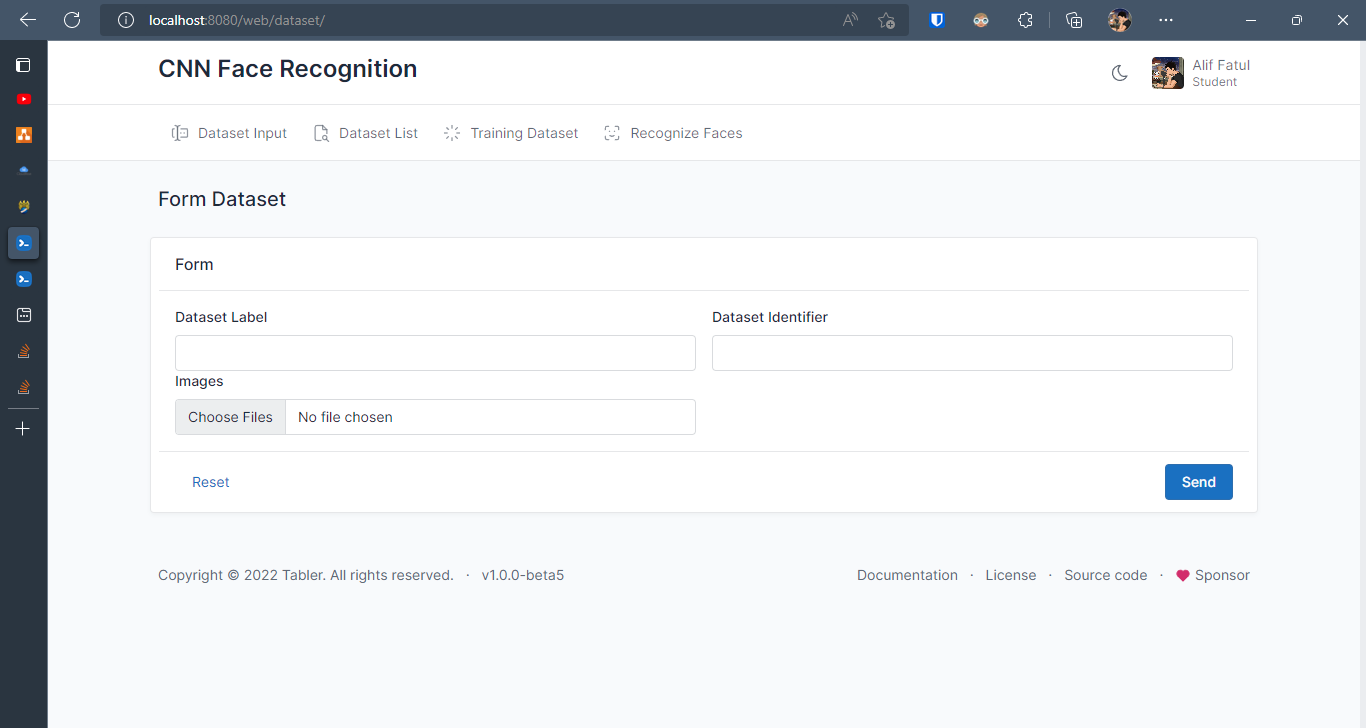 localhost:8080/web/dataset/
CNN Face Recognition
Alif Fatul
Student
Dataset Input
Dataset List
Training Dataset
Recognize Faces
Form Dataset
Form
Dataset Label
Dataset Identifier
Images
Choose Files
No file chosen
Reset
Send
Copyright © 2022 Tabler. All rights reserved. · v1.0.0-beta5
Documentation · License · Source code · Sponsor